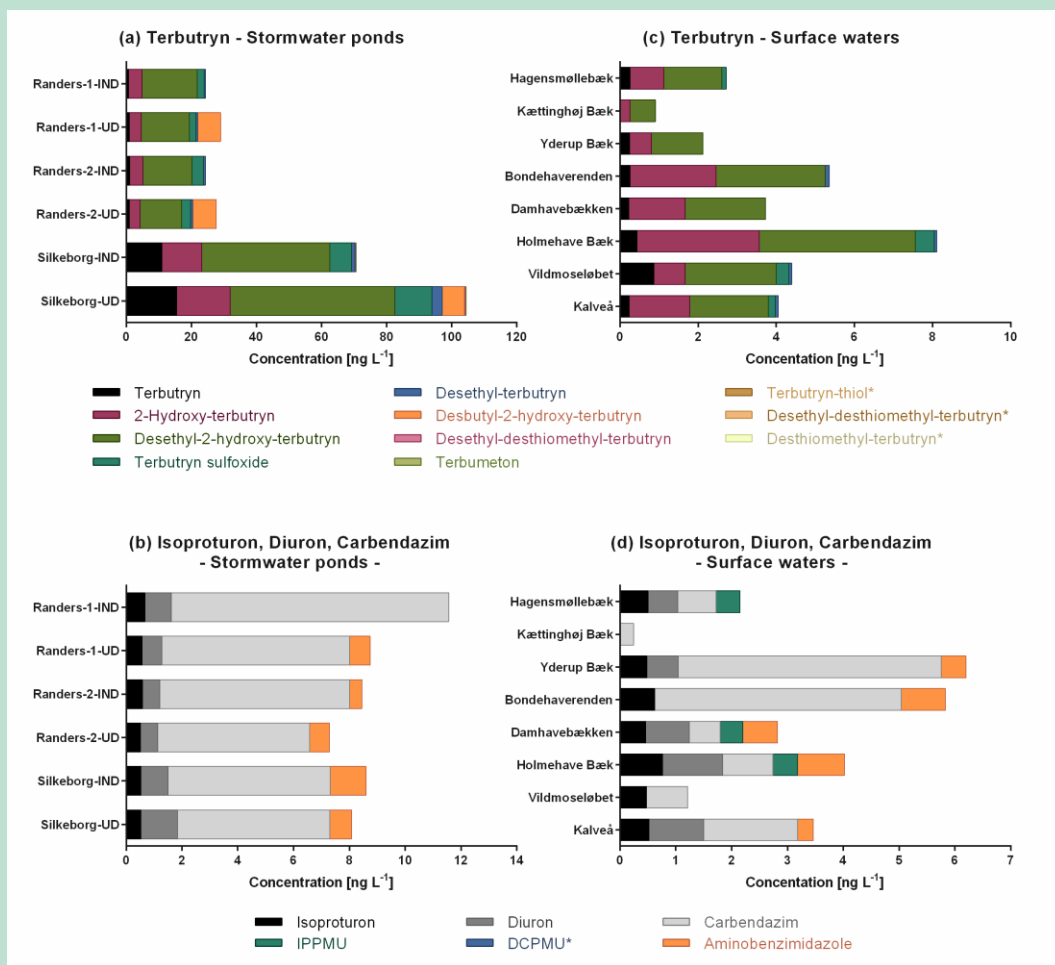 (a) Terbutryn - Stormwater ponds
Randers-1-IND
Randers-1-UD
Randers-2-IND
Randers-2-UD
Silkeborg-IND
Silkeborg-UD
0 20 40 60 80 100 120
Concentration [ng L⁻¹]
(c) Terbutryn - Surface waters
Hagensmøllebæk
Kættinghøj Bæk
Yderup Bæk
Bondehaverenden
Damhavebækken
Holmehave Bæk
Vildmoseløbet
Kalveå
0 2 4 6 8 10
Concentration [ng L⁻¹]
Terbutryn
2-Hydroxy-terbutryn
Desethyl-2-hydroxy-terbutryn
Terbutryn sulfoxide
Desethyl-terbutryn
Desbutyl-2-hydroxy-terbutryn
Desethyl-desthiomethyl-terbutryn
Terbumeton
Terbutryn-thiol*
Desethyl-desthiomethyl-terbutryn*
Desthiomethyl-terbutryn*
(b) Isoproturon, Diuron, Carbendazim
- Stormwater ponds -
Randers-1-IND
Randers-1-UD
Randers-2-IND
Randers-2-UD
Silkeborg-IND
Silkeborg-UD
0 2 4 6 8 10 12 14
Concentration [ng L⁻¹]
(d) Isoproturon, Diuron, Carbendazim
- Surface waters -
Hagensmøllebæk
Kættinghøj Bæk
Yderup Bæk
Bondehaverenden
Damhavebækken
Holmehave Bæk
Vildmoseløbet
Kalveå
0 1 2 3 4 5 6 7
Concentration [ng L⁻¹]
Isoproturon
IPPMU
Diuron
DCPMU*
Carbendazim
Aminobenzimidazole